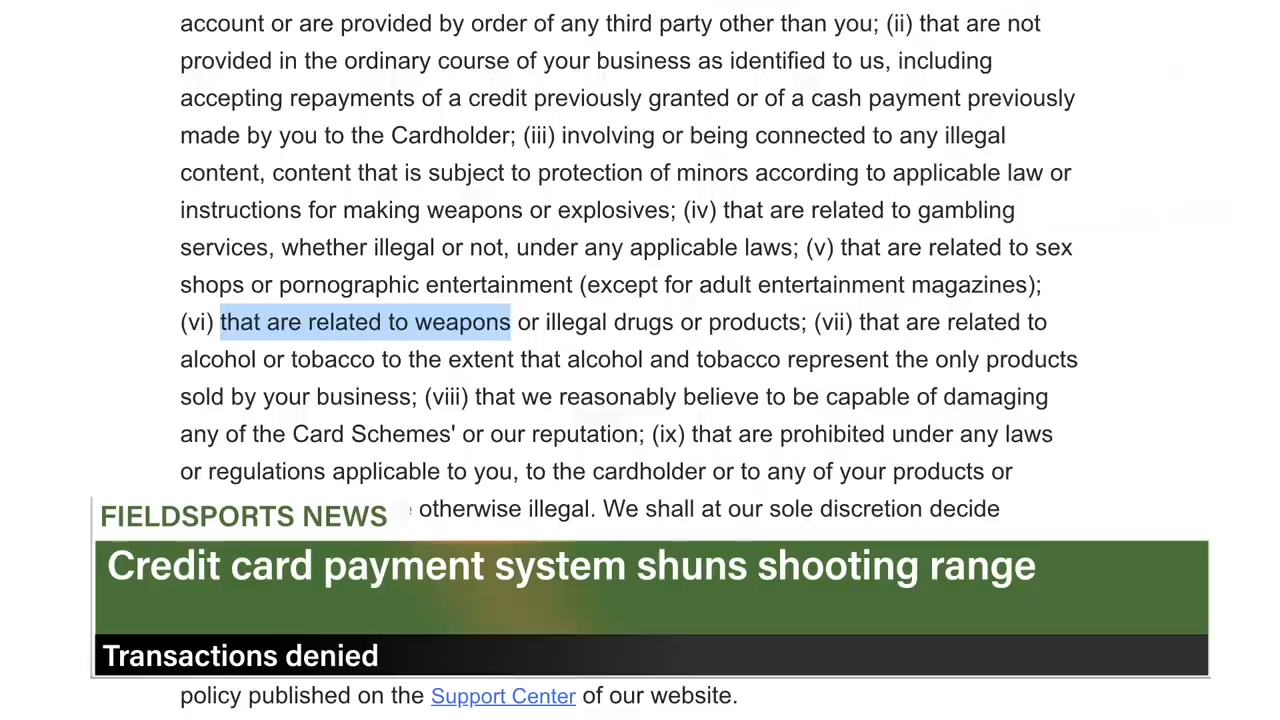 account or are provided by order of any third party other than you; (ii) that are not
provided in the ordinary course of your business as identified to us, including
accepting repayments of a credit previously granted or of a cash payment previously
made by you to the Cardholder; (iii) involving or being connected to any illegal
content, content that is subject to protection of minors according to applicable law or
instructions for making weapons or explosives; (iv) that are related to gambling
services, whether illegal or not, under any applicable laws; (v) that are related to sex
shops or pornographic entertainment (except for adult entertainment magazines);
(vi) that are related to weapons or illegal drugs or products; (vii) that are related to
alcohol or tobacco to the extent that alcohol and tobacco represent the only products
sold by your business; (viii) that we reasonably believe to be capable of damaging
any of the Card Schemes' or our reputation; (ix) that are prohibited under any laws
or regulations applicable to you, to the cardholder or to any of your products or
otherwise illegal. We shall at our sole discretion decide
FIELDSPORTS NEWS
Credit card payment system shuns shooting range
Transactions denied
policy published on the Support Center of our website.